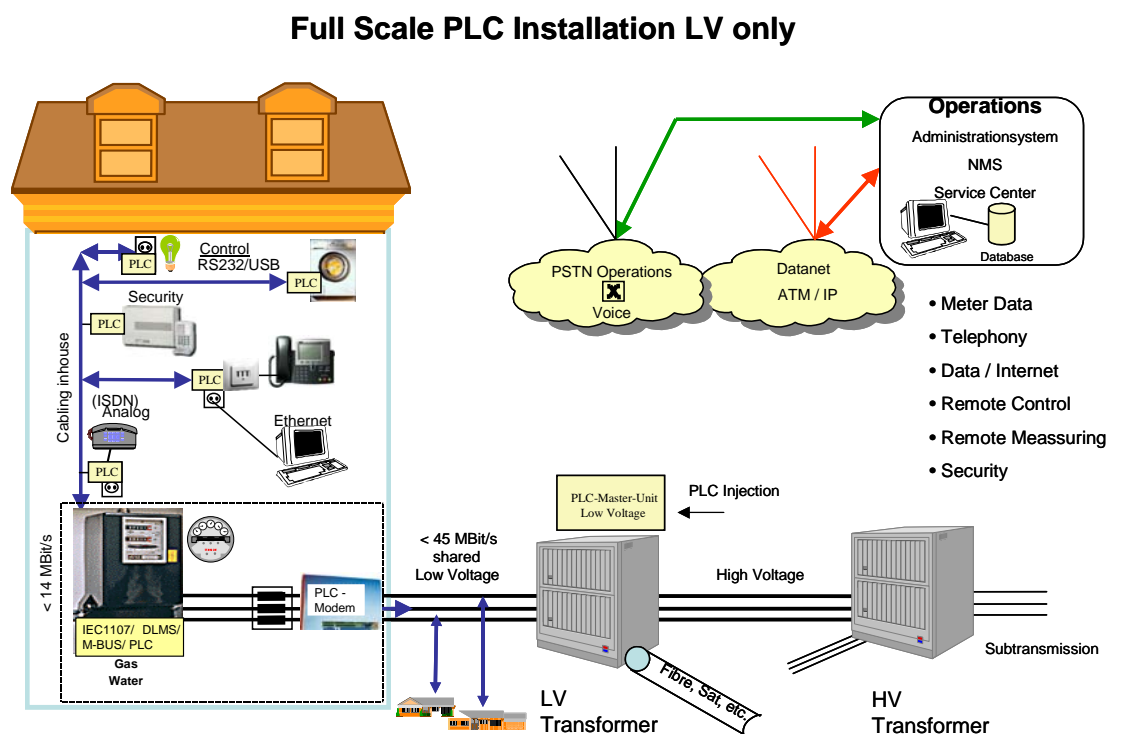 Full Scale PLC Installation LV only
Operations
Administrationsystem
NMS
Service Center
Database
PSTN Operations
X
Voice
Datanet
ATM / IP
• Meter Data
• Telephony
• Data / Internet
• Remote Control
• Remote Meassuring
• Security
Control
RS232/USB
PLC
PLC
Security
PLC
PLC
Cabling inhouse
(ISDN)
Analog
Ethernet
PLC
< 14 MBit/s
IEC1107/ DLMS/
M-BUS/ PLC
Gas
Water
PLC -
Modem
< 45 MBit/s
shared
Low Voltage
PLC-Master-Unit
Low Voltage
PLC Injection
High Voltage
Subtransmission
Fibre, Sat, etc.
LV
Transformer
HV
Transformer